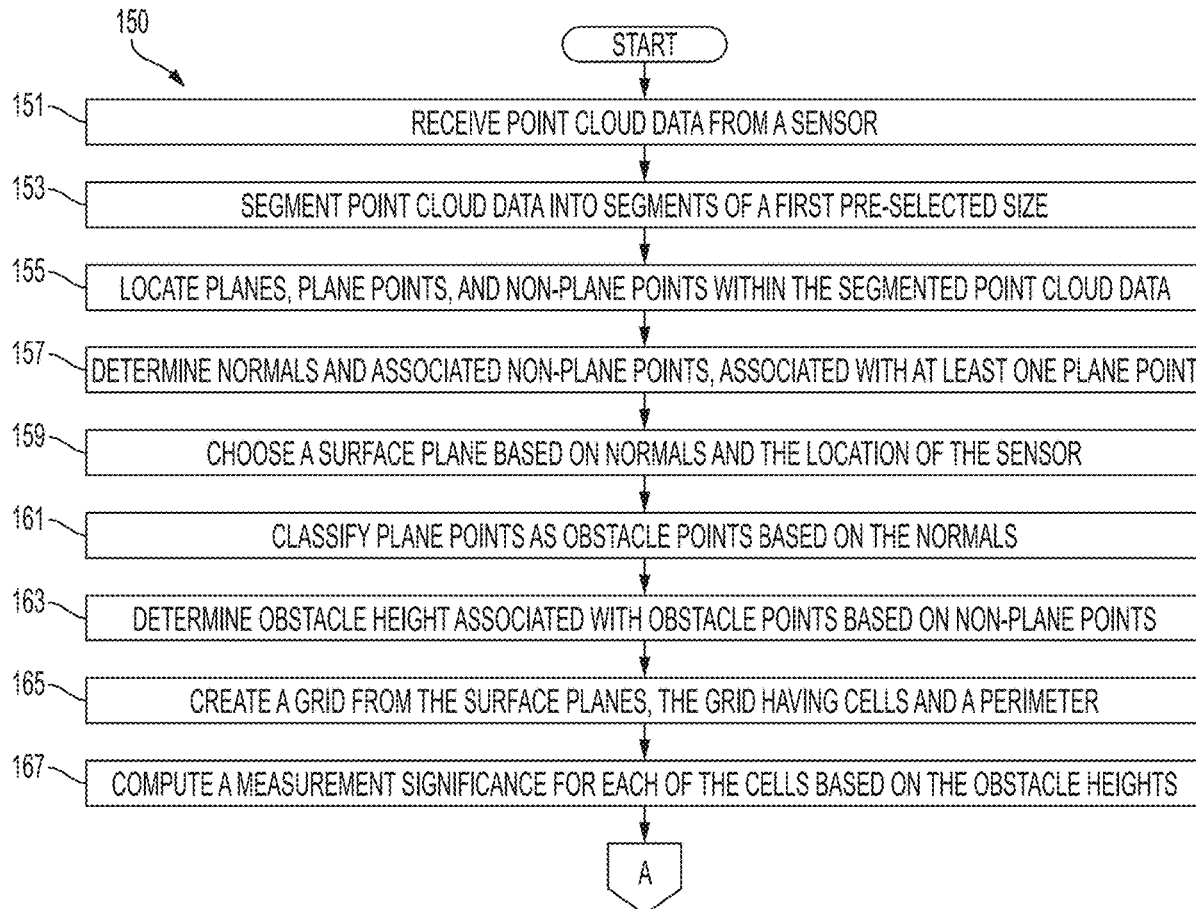 150
START
151 RECEIVE POINT CLOUD DATA FROM A SENSOR
153 SEGMENT POINT CLOUD DATA INTO SEGMENTS OF A FIRST PRE-SELECTED SIZE
155 LOCATE PLANES, PLANE POINTS, AND NON-PLANE POINTS WITHIN THE SEGMENTED POINT CLOUD DATA
157 DETERMINE NORMALS AND ASSOCIATED NON-PLANE POINTS, ASSOCIATED WITH AT LEAST ONE PLANE POINT
159 CHOOSE A SURFACE PLANE BASED ON NORMALS AND THE LOCATION OF THE SENSOR
161 CLASSIFY PLANE POINTS AS OBSTACLE POINTS BASED ON THE NORMALS
163 DETERMINE OBSTACLE HEIGHT ASSOCIATED WITH OBSTACLE POINTS BASED ON NON-PLANE POINTS
165 CREATE A GRID FROM THE SURFACE PLANES, THE GRID HAVING CELLS AND A PERIMETER
167 COMPUTE A MEASUREMENT SIGNIFICANCE FOR EACH OF THE CELLS BASED ON THE OBSTACLE HEIGHTS
A